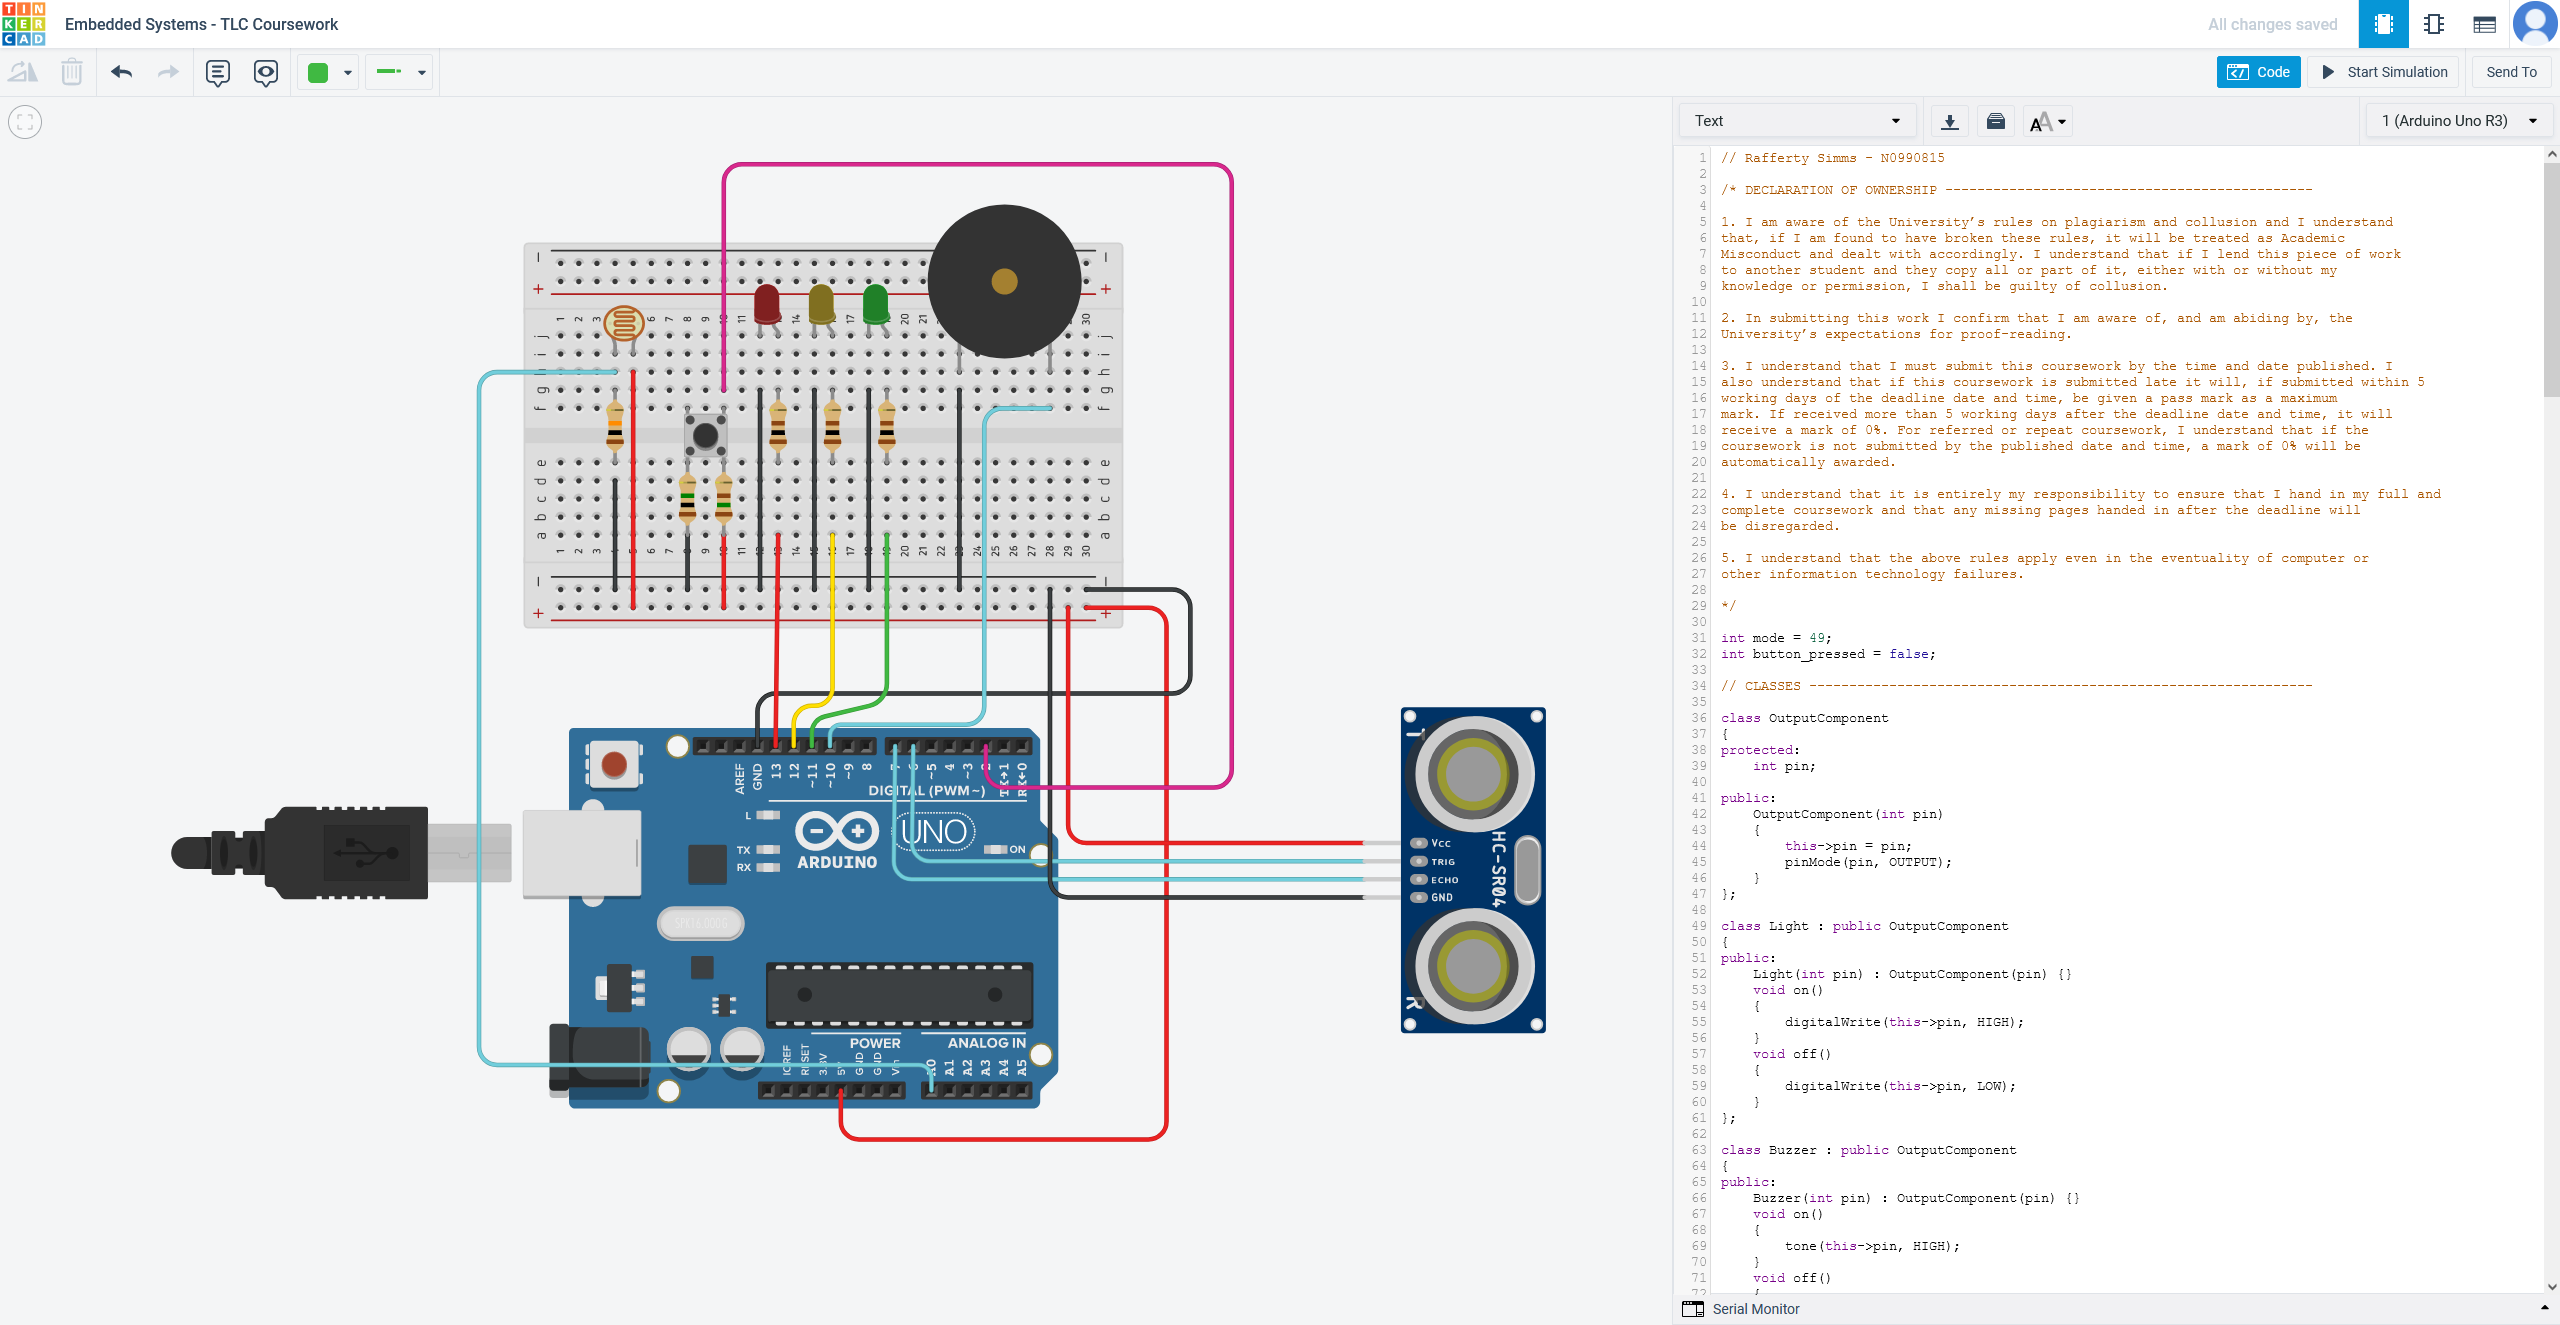 TIN
KER
CAD
Embedded Systems - TLC Coursework
All changes saved
Code
Start Simulation
Send To
Text
1 (Arduino Uno R3)
1 // Rafferty Simms - N0990815
2
3 /* DECLARATION OF OWNERSHIP ----------------------------------------------
4
5 1. I am aware of the University's rules on plagiarism and collusion and I understand
6 that, if I am found to have broken these rules, it will be treated as Academic
7 Misconduct and dealt with accordingly. I understand that if I lend this piece of work
8 to another student and they copy all or part of it, either with or without my
9 knowledge or permission, I shall be guilty of collusion.
10
11 2. In submitting this work I confirm that I am aware of, and am abiding by, the
12 University's expectations for proof-reading.
13
14 3. I understand that I must submit this coursework by the time and date published. I
15 also understand that if this coursework is submitted late it will, if submitted within 5
16 working days of the deadline date and time, be given a pass mark as a maximum
17 mark. If received more than 5 working days after the deadline date and time, it will
18 receive a mark of 0%. For referred or repeat coursework, I understand that if the
19 coursework is not submitted by the published date and time, a mark of 0% will be
20 automatically awarded.
21
22 4. I understand that it is entirely my responsibility to ensure that I hand in my full and
23 complete coursework and that any missing pages handed in after the deadline will
24 be disregarded.
25
26 5. I understand that the above rules apply even in the eventuality of computer or
27 other information technology failures.
28
29 */
30
31 int mode = 49;
32 int button_pressed = false;
33
34 // CLASSES ---------------------------------------------------------------
35
36 class OutputComponent
37 {
38 protected:
39     int pin;
40
41 public:
42     OutputComponent(int pin)
43     {
44         this->pin = pin;
45         pinMode(pin, OUTPUT);
46     }
47 };
48
49 class Light : public OutputComponent
50 {
51 public:
52     Light(int pin) : OutputComponent(pin) {}
53     void on()
54     {
55         digitalWrite(this->pin, HIGH);
56     }
57     void off()
58     {
59         digitalWrite(this->pin, LOW);
60     }
61 };
62
63 class Buzzer : public OutputComponent
64 {
65 public:
66     Buzzer(int pin) : OutputComponent(pin) {}
67     void on()
68     {
69         tone(this->pin, HIGH);
70     }
71     void off()
72     {
Serial Monitor
1 2 3 6 7 8 9 11 14 17 20 21 30
j
i
h
g
f
e
d
c
b
a
1 2 3 6 7 9 11 14 17 20 21 22 24 25 26 27 28 29 30
AREF GND 13 12 ~11 ~10 ~9 8 ~5 4 ~3 TX→1 RX←0
DIGITAL (PWM~)
L
TX
RX
ARDUINO
UNO
ON
SPK16.000G
POWER
ANALOG IN
IOREF RESET 3.3V 5V GND GND Vin A0 A1 A2 A3 A4 A5
T
HC-SR04
Vcc
TRIG
ECHO
GND
R